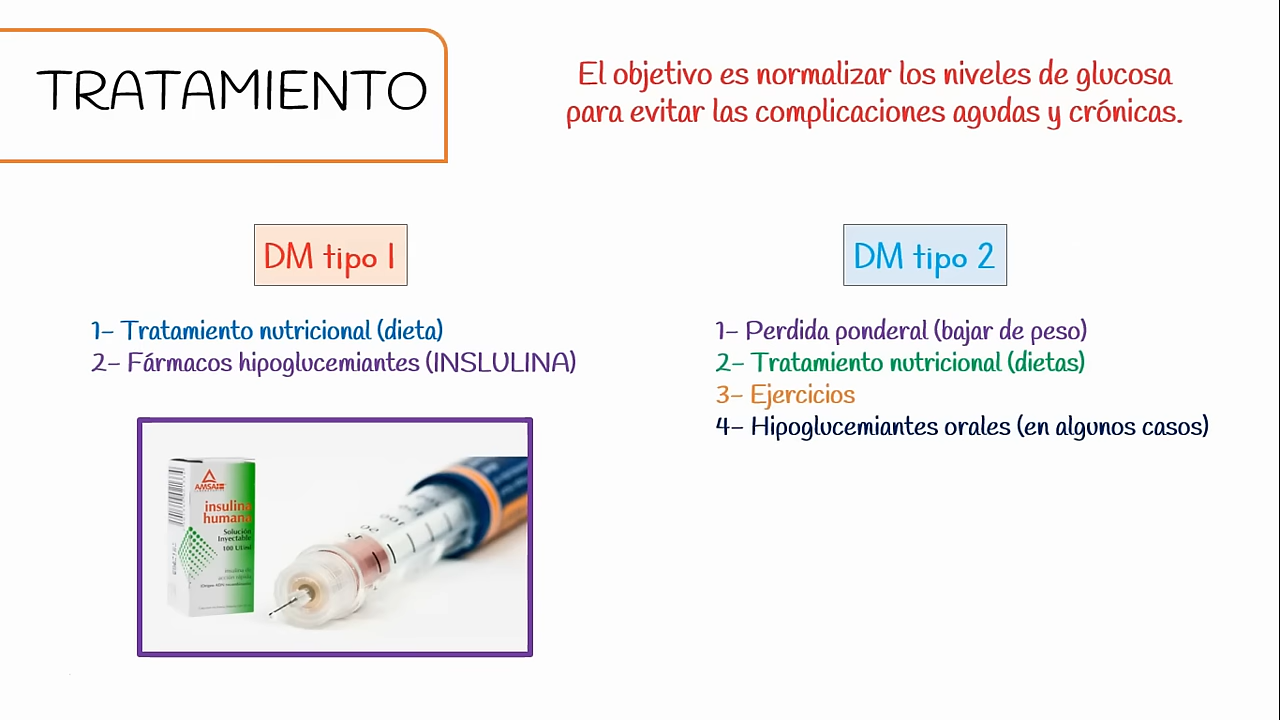 TRATAMIENTO
El objetivo es normalizar los niveles de glucosa
para evitar las complicaciones agudas y crónicas.
DM tipo 1
1- Tratamiento nutricional (dieta)
2- Fármacos hipoglucemiantes (INSLULINA)
AMSA
insulina
humana
Solución
Inyectable
100 UI/ml
DM tipo 2
1- Perdida ponderal (bajar de peso)
2- Tratamiento nutricional (dietas)
3- Ejercicios
4- Hipoglucemiantes orales (en algunos casos)